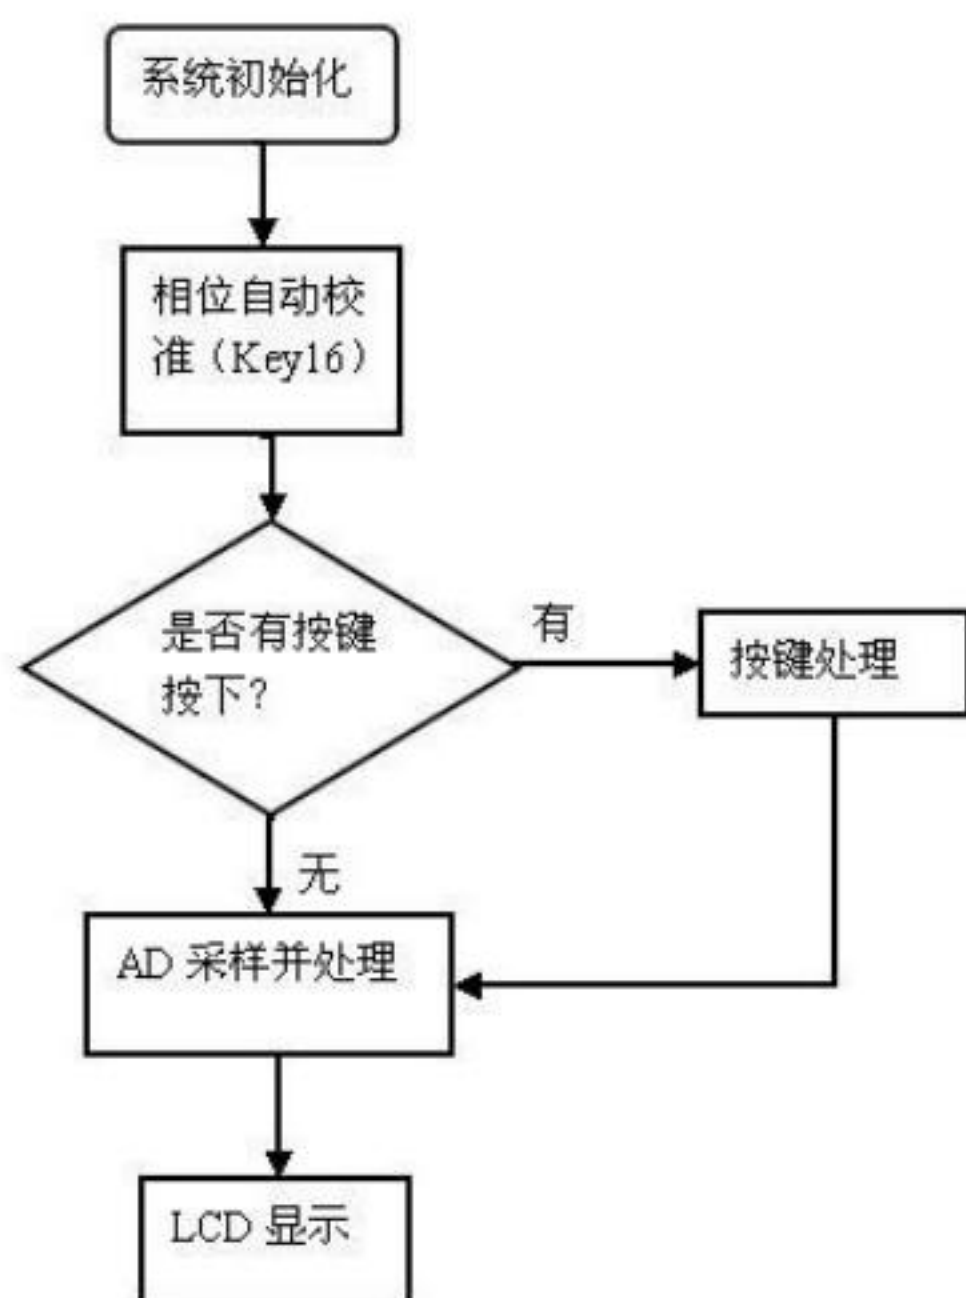 系统初始化
相位自动校
准（Key16）
是否有按键
按下？
有
按键处理
无
AD 采样并处理
LCD 显示